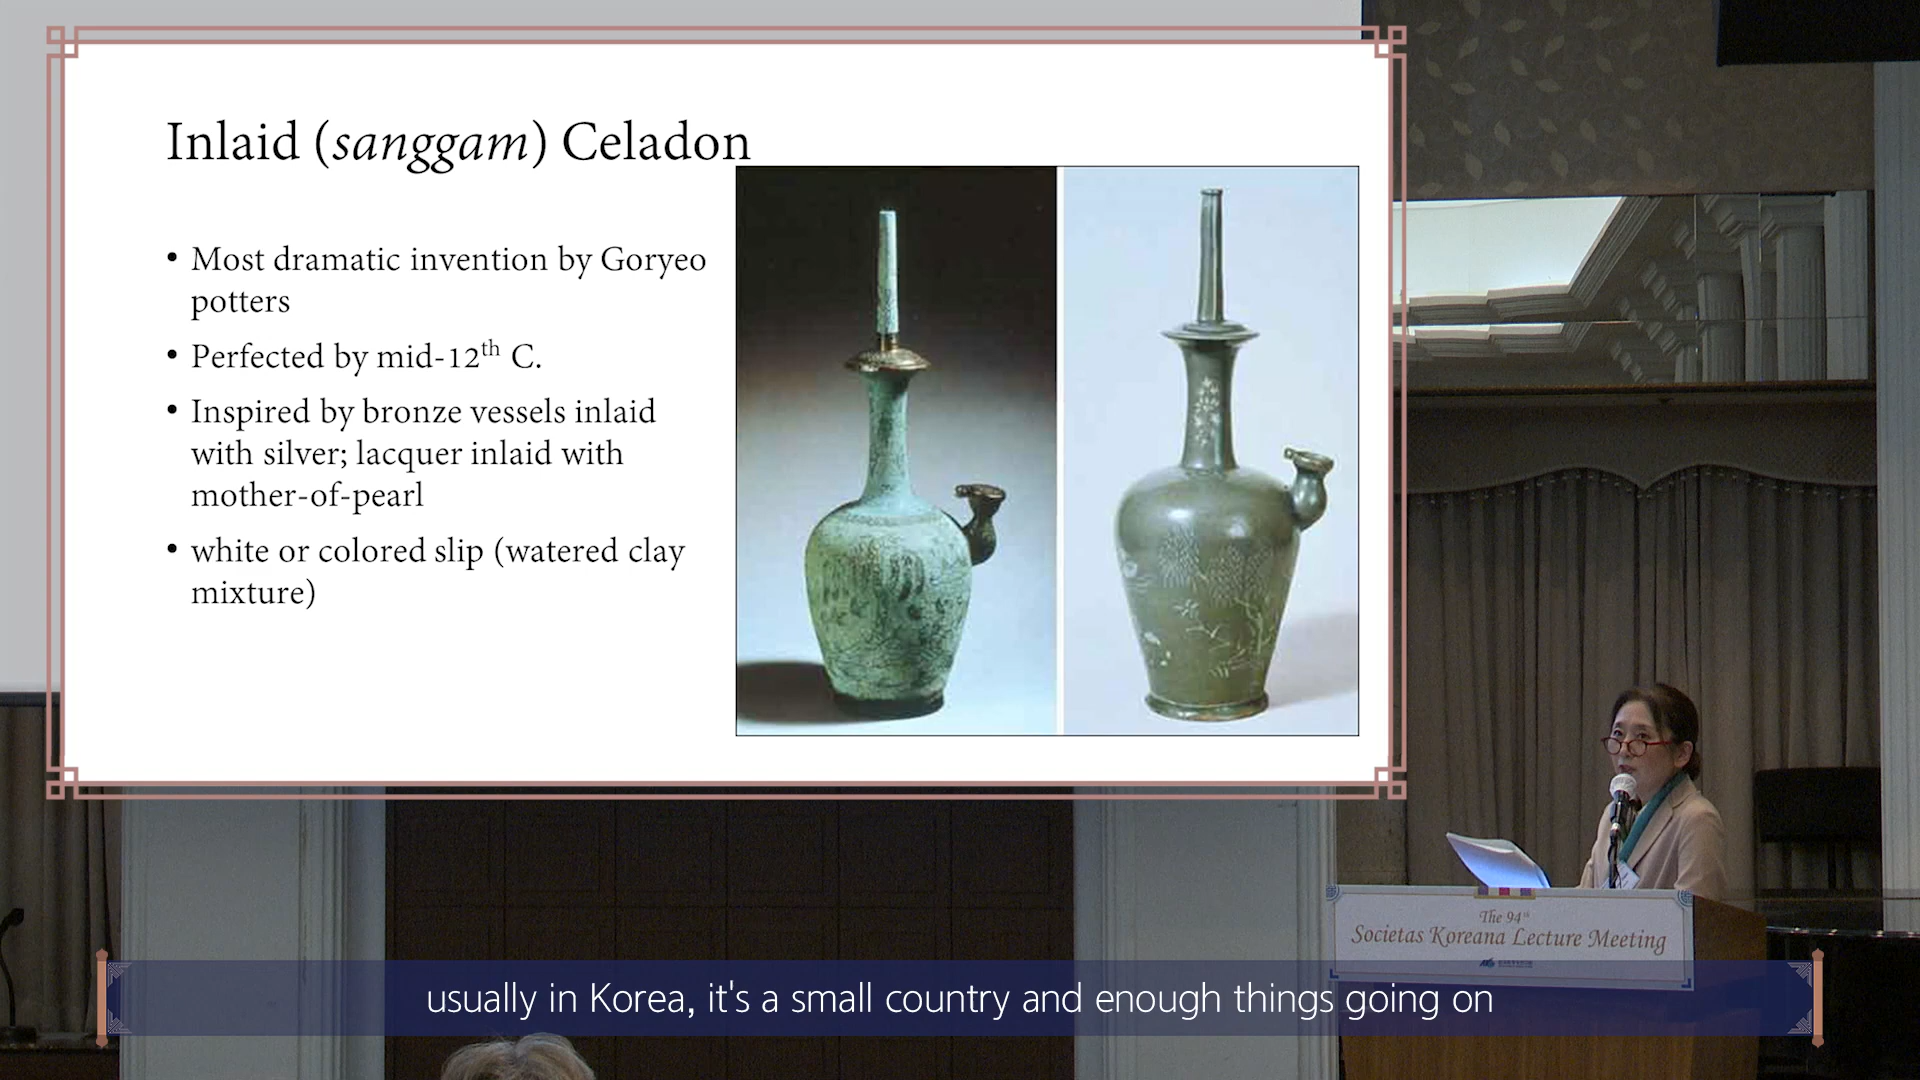 Inlaid (sanggam) Celadon
• Most dramatic invention by Goryeo
potters
• Perfected by mid-12th C.
• Inspired by bronze vessels inlaid
with silver; lacquer inlaid with
mother-of-pearl
• white or colored slip (watered clay
mixture)
The 94th
Societas Koreana Lecture Meeting
usually in Korea, it's a small country and enough things going on